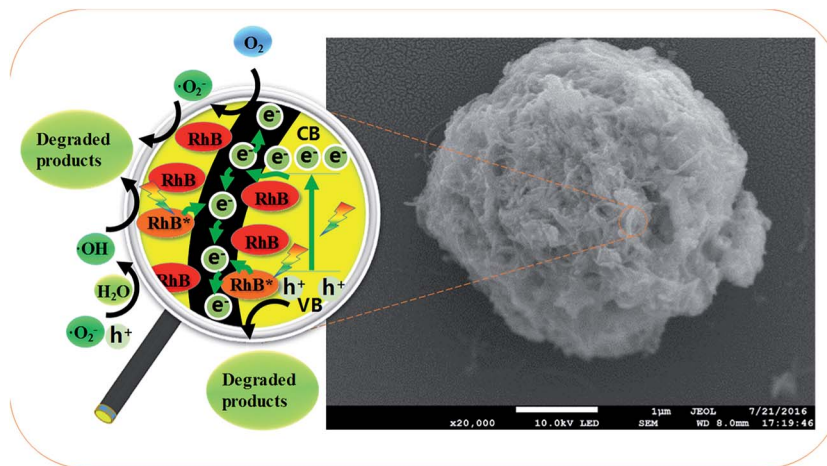 O₂
·O₂⁻
Degraded
products
RhB
e⁻
CB
e⁻
e⁻ e⁻ e⁻
RhB
RhB
e⁻
RhB*
RhB
·OH
e⁻
RhB
RhB*
h⁺ h⁺
H₂O
e⁻
VB
·O₂⁻ h⁺
Degraded
products
1µm JEOL 7/21/2016
x20,000 10.0kV LED SEM WD 8.0mm 17:19:46